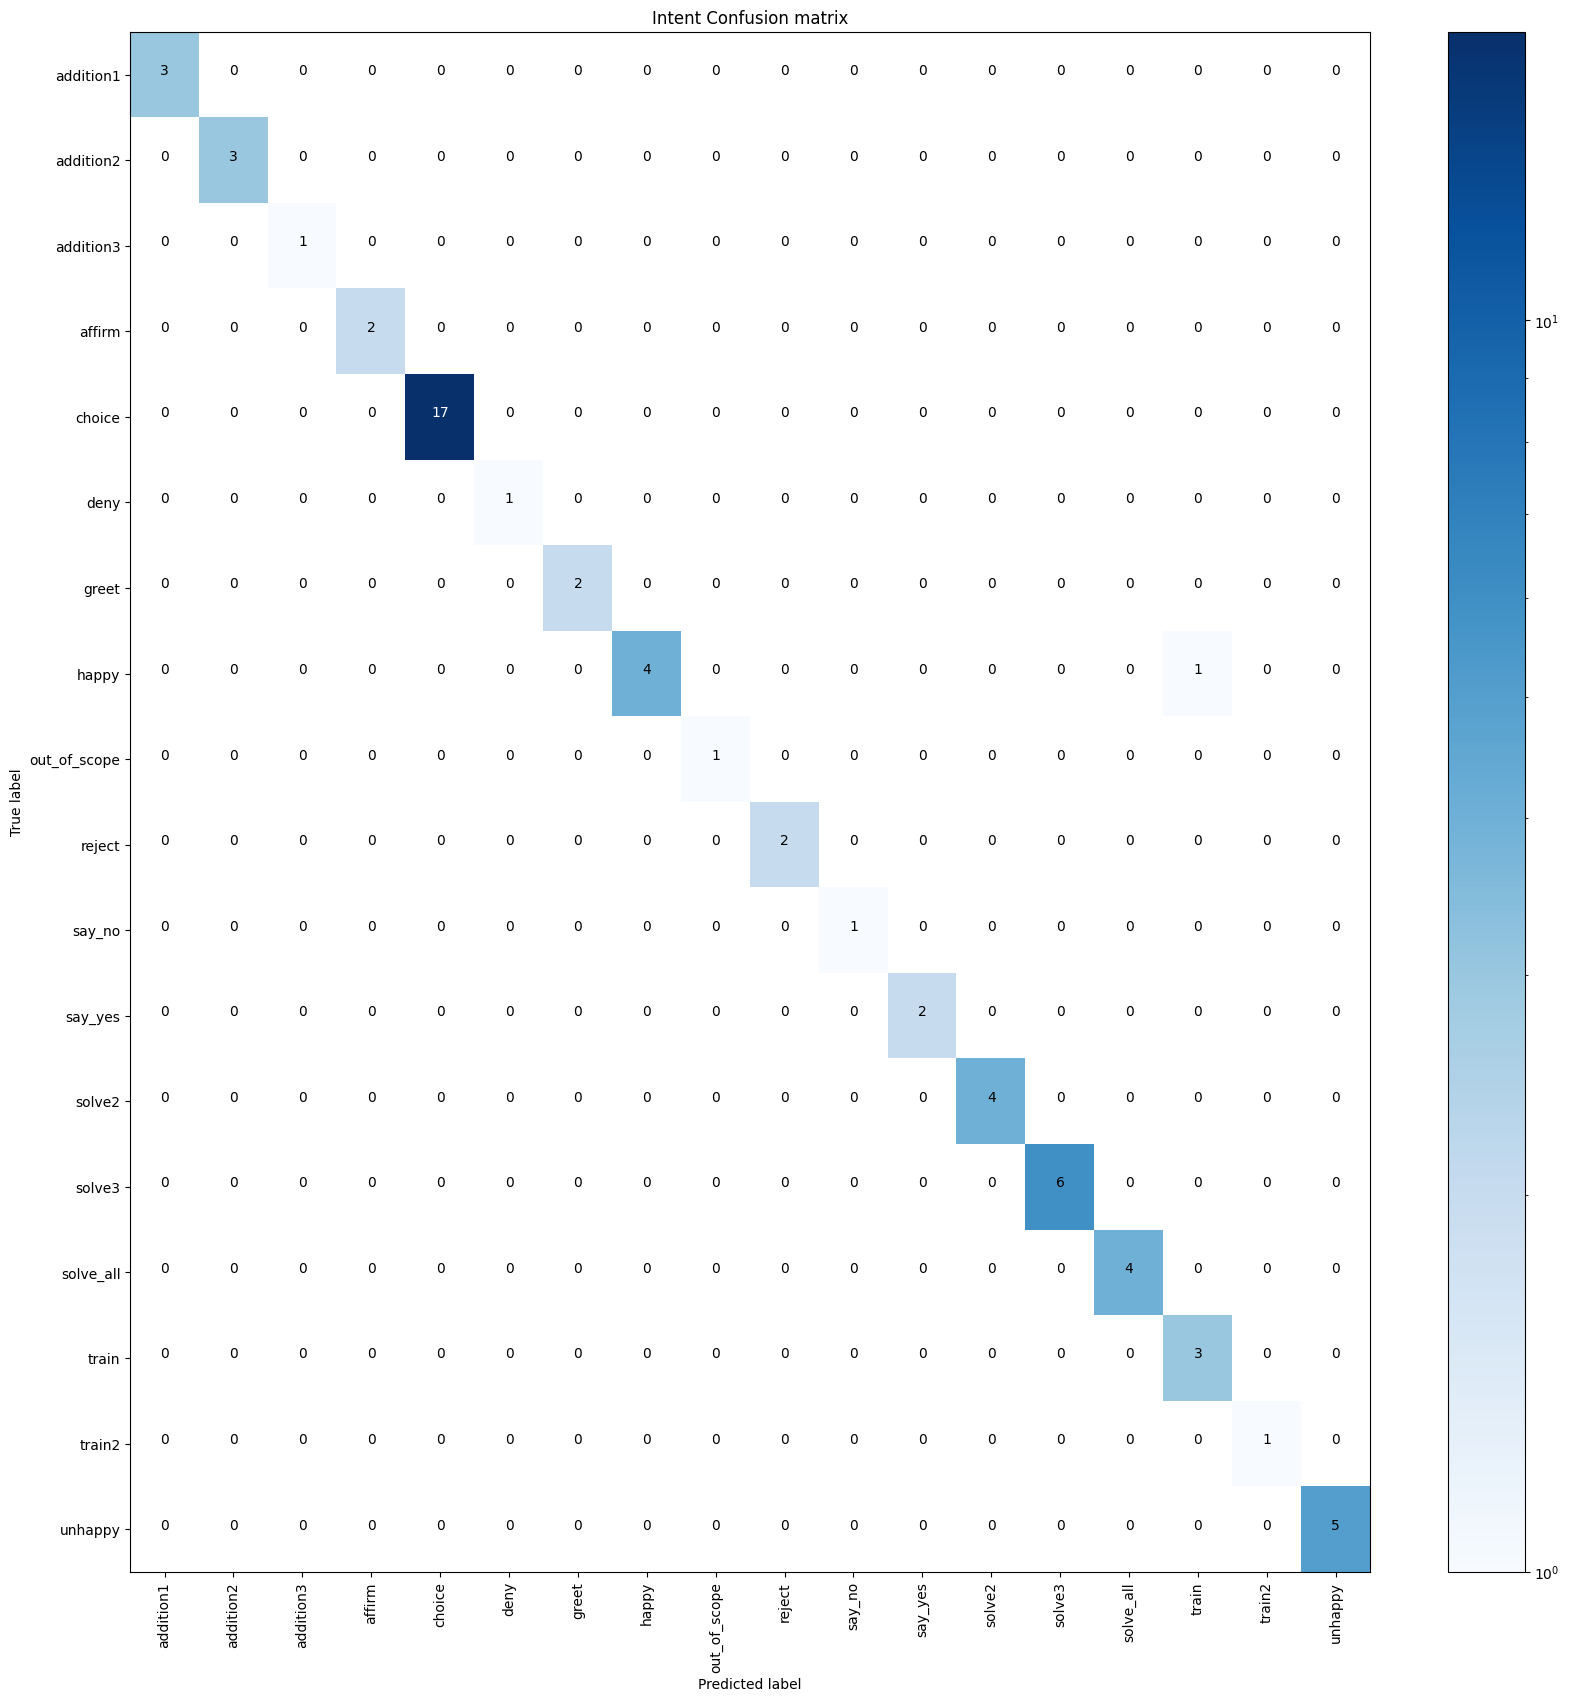 Intent Confusion matrix
addition1 3 0 0 0 0 0 0 0 0 0 0 0 0 0 0 0 0 0
addition2 0 3 0 0 0 0 0 0 0 0 0 0 0 0 0 0 0 0
addition3 0 0 1 0 0 0 0 0 0 0 0 0 0 0 0 0 0 0
affirm 0 0 0 2 0 0 0 0 0 0 0 0 0 0 0 0 0 0
choice 0 0 0 0 17 0 0 0 0 0 0 0 0 0 0 0 0 0
deny 0 0 0 0 0 1 0 0 0 0 0 0 0 0 0 0 0 0
greet 0 0 0 0 0 0 2 0 0 0 0 0 0 0 0 0 0 0
happy 0 0 0 0 0 0 0 4 0 0 0 0 0 0 0 1 0 0
out_of_scope 0 0 0 0 0 0 0 0 1 0 0 0 0 0 0 0 0 0
reject 0 0 0 0 0 0 0 0 0 2 0 0 0 0 0 0 0 0
say_no 0 0 0 0 0 0 0 0 0 0 1 0 0 0 0 0 0 0
say_yes 0 0 0 0 0 0 0 0 0 0 0 2 0 0 0 0 0 0
solve2 0 0 0 0 0 0 0 0 0 0 0 0 4 0 0 0 0 0
solve3 0 0 0 0 0 0 0 0 0 0 0 0 0 6 0 0 0 0
solve_all 0 0 0 0 0 0 0 0 0 0 0 0 0 0 4 0 0 0
train 0 0 0 0 0 0 0 0 0 0 0 0 0 0 0 3 0 0
train2 0 0 0 0 0 0 0 0 0 0 0 0 0 0 0 0 1 0
unhappy 0 0 0 0 0 0 0 0 0 0 0 0 0 0 0 0 0 5
addition1 addition2 addition3 affirm choice deny greet happy out_of_scope reject say_no say_yes solve2 solve3 solve_all train train2 unhappy
Predicted label
True label
10¹
10⁰